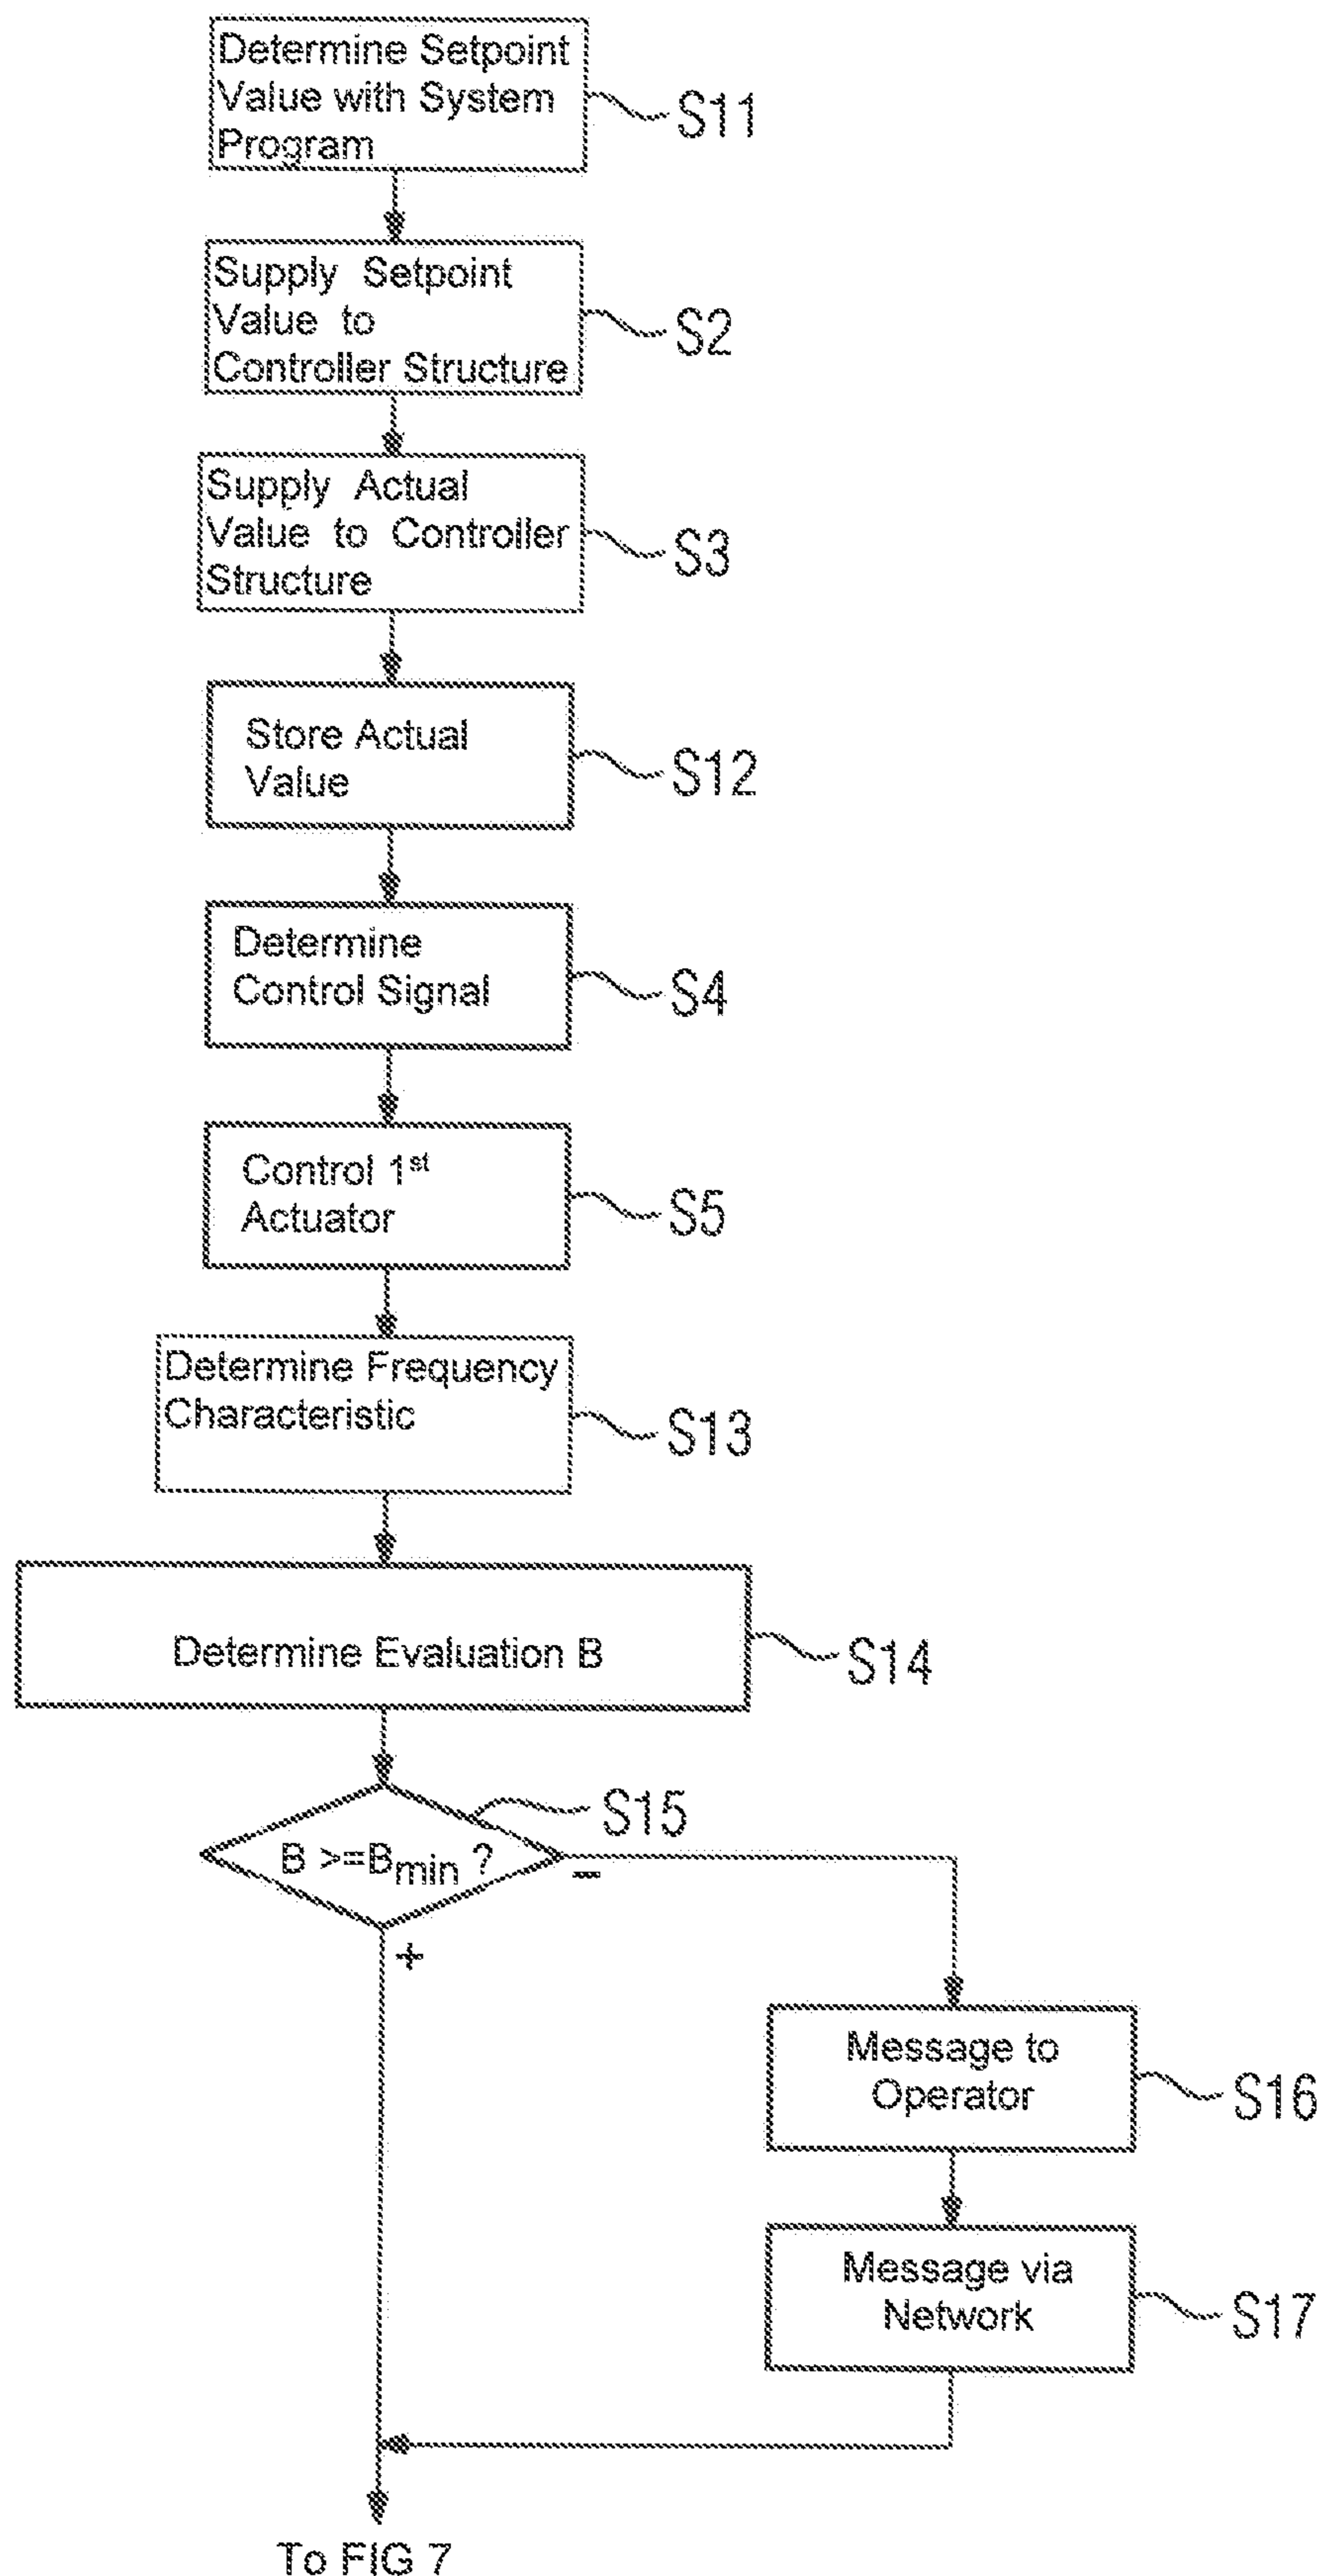 Determine Setpoint
Value with System
Program
S11
Supply Setpoint
Value to
Controller Structure
S2
Supply Actual
Value to Controller
Structure
S3
Store Actual
Value
S12
Determine
Control Signal
S4
Control 1st
Actuator
S5
Determine Frequency
Characteristic
S13
Determine Evaluation B
S14
S15
B >=Bmin ?
–
+
Message to
Operator
S16
Message via
Network
S17
To FIG 7